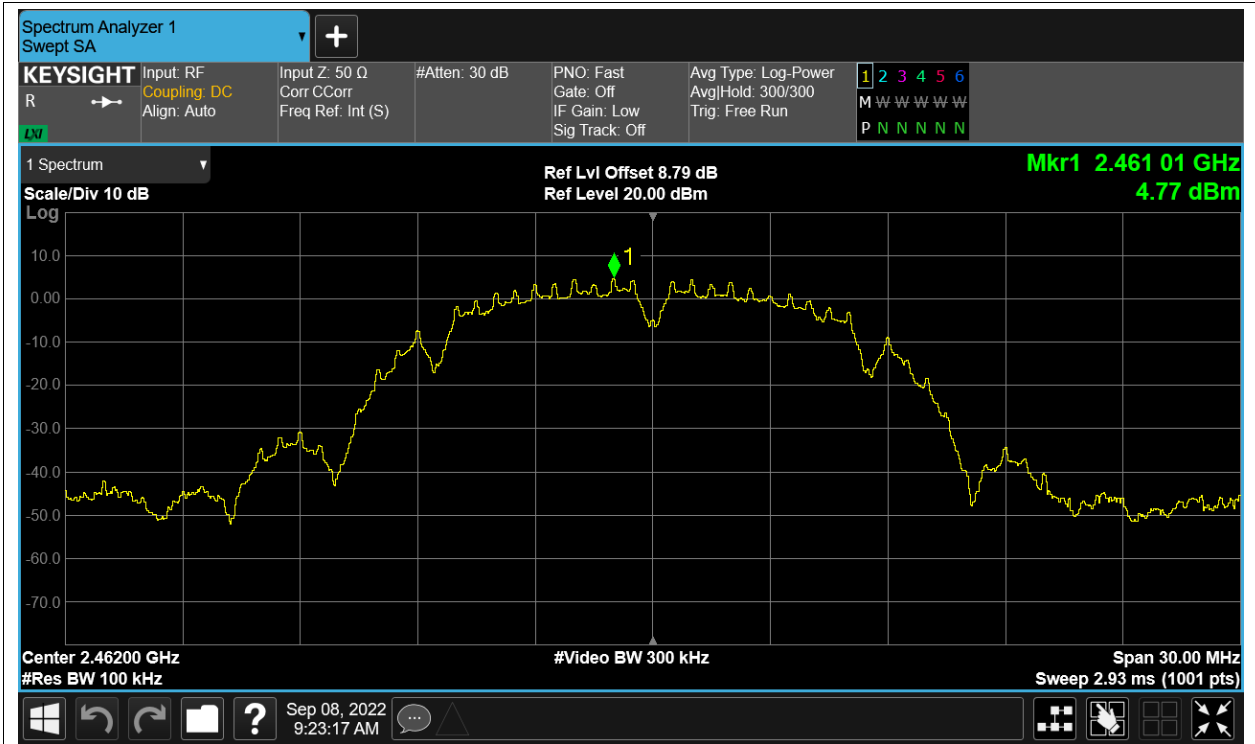 Spectrum Analyzer 1
Swept SA
KEYSIGHT
R
LXI
Input: RF
Coupling: DC
Align: Auto
Input Z: 50 Ω
Corr CCorr
Freq Ref: Int (S)
#Atten: 30 dB
PNO: Fast
Gate: Off
IF Gain: Low
Sig Track: Off
Avg Type: Log-Power
Avg|Hold: 300/300
Trig: Free Run
1 2 3 4 5 6
M W W W W W
P N N N N N
1 Spectrum
Scale/Div 10 dB
Log
Ref Lvl Offset 8.79 dB
Ref Level 20.00 dBm
Mkr1 2.461 01 GHz
4.77 dBm
1
10.0
0.00
-10.0
-20.0
-30.0
-40.0
-50.0
-60.0
-70.0
Center 2.46200 GHz
#Res BW 100 kHz
#Video BW 300 kHz
Span 30.00 MHz
Sweep 2.93 ms (1001 pts)
?
Sep 08, 2022
9:23:17 AM